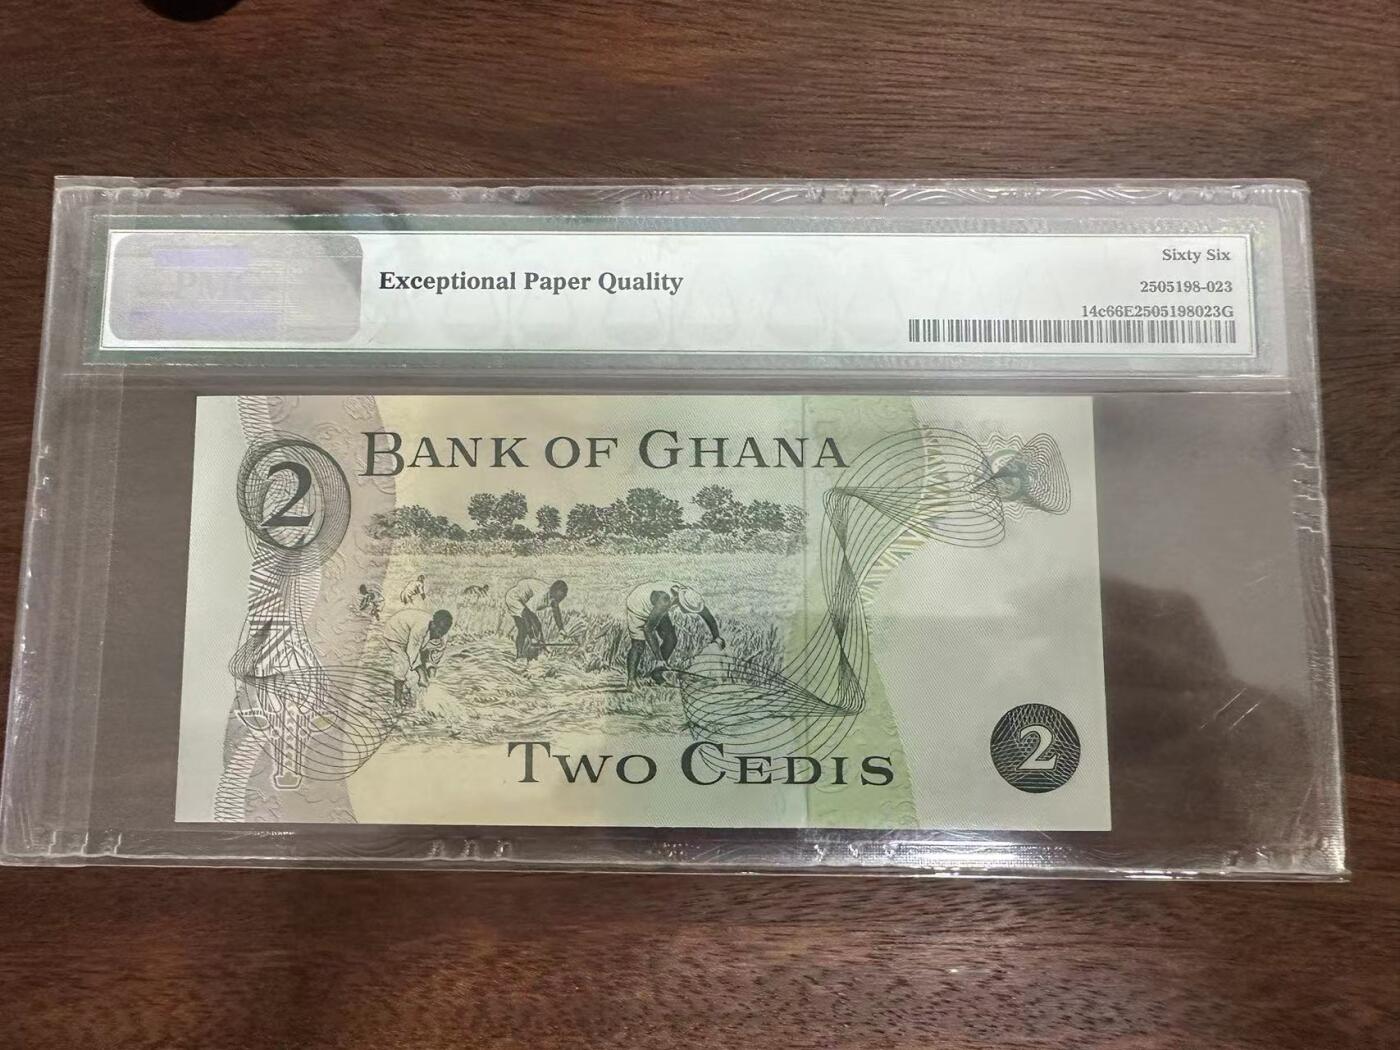 Sixty Six
Exceptional Paper Quality
2505198-023
14c66E2505198023G
2
BANK OF GHANA
TWO CEDIS
2